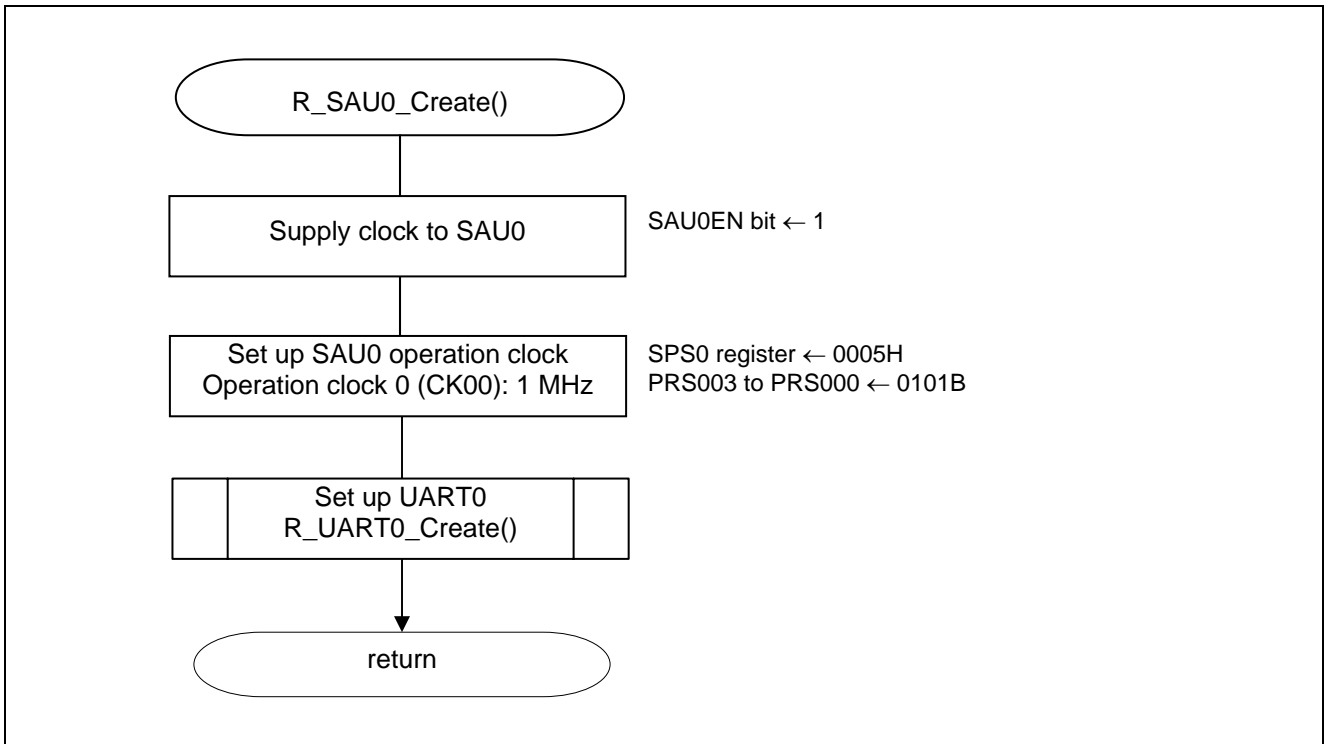 R_SAU0_Create()
Supply clock to SAU0
SAU0EN bit ← 1
Set up SAU0 operation clock
Operation clock 0 (CK00): 1 MHz
SPS0 register ← 0005H
PRS003 to PRS000 ← 0101B
Set up UART0
R_UART0_Create()
return